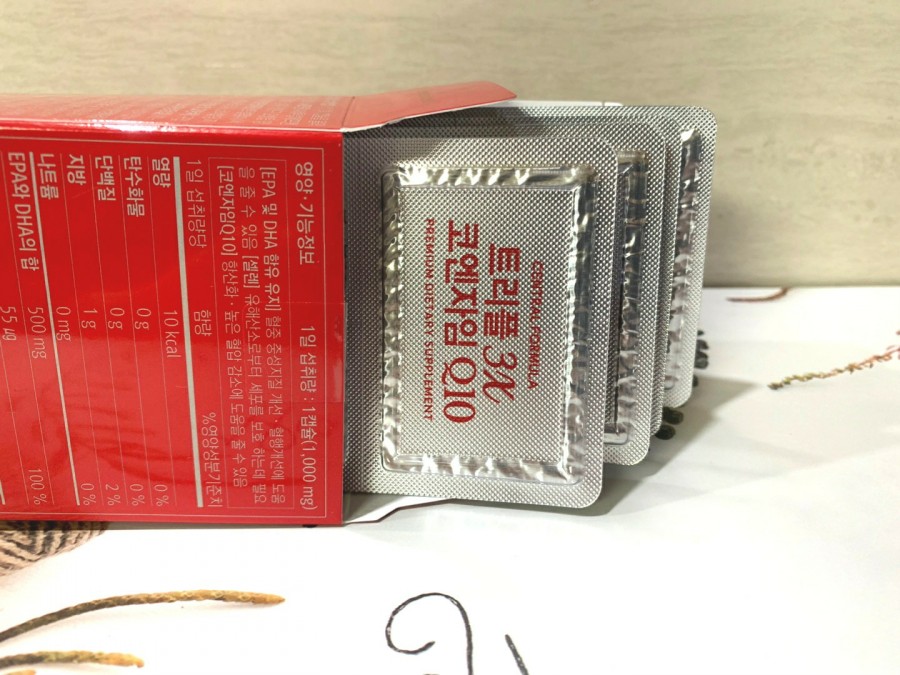 영양·기능정보 1일 섭취량 : 1캡슐(1,000 mg)
[EPA 및 DHA 함유 유지] 혈중 중성지질 개선·혈행개선에 도움
을 줄 수 있음 [셀렌] 유해산소로부터 세포를 보호 하는데 필요
[코엔자임Q10] 항산화·높은 혈압 감소에 도움을 줄 수 있음
1일 섭취량당 함량 %영양성분기준치
열량 10 kcal
탄수화물 0 g 0 %
단백질 0 g 0 %
지방 1 g 2 %
나트륨 0 mg 0 %
EPA와 DHA의 합 500 mg
55 µg 100 %
CENTRAL FORMULA
트리플 3X
코엔자임 Q10
PREMIUM DIETARY SUPPLEMENT